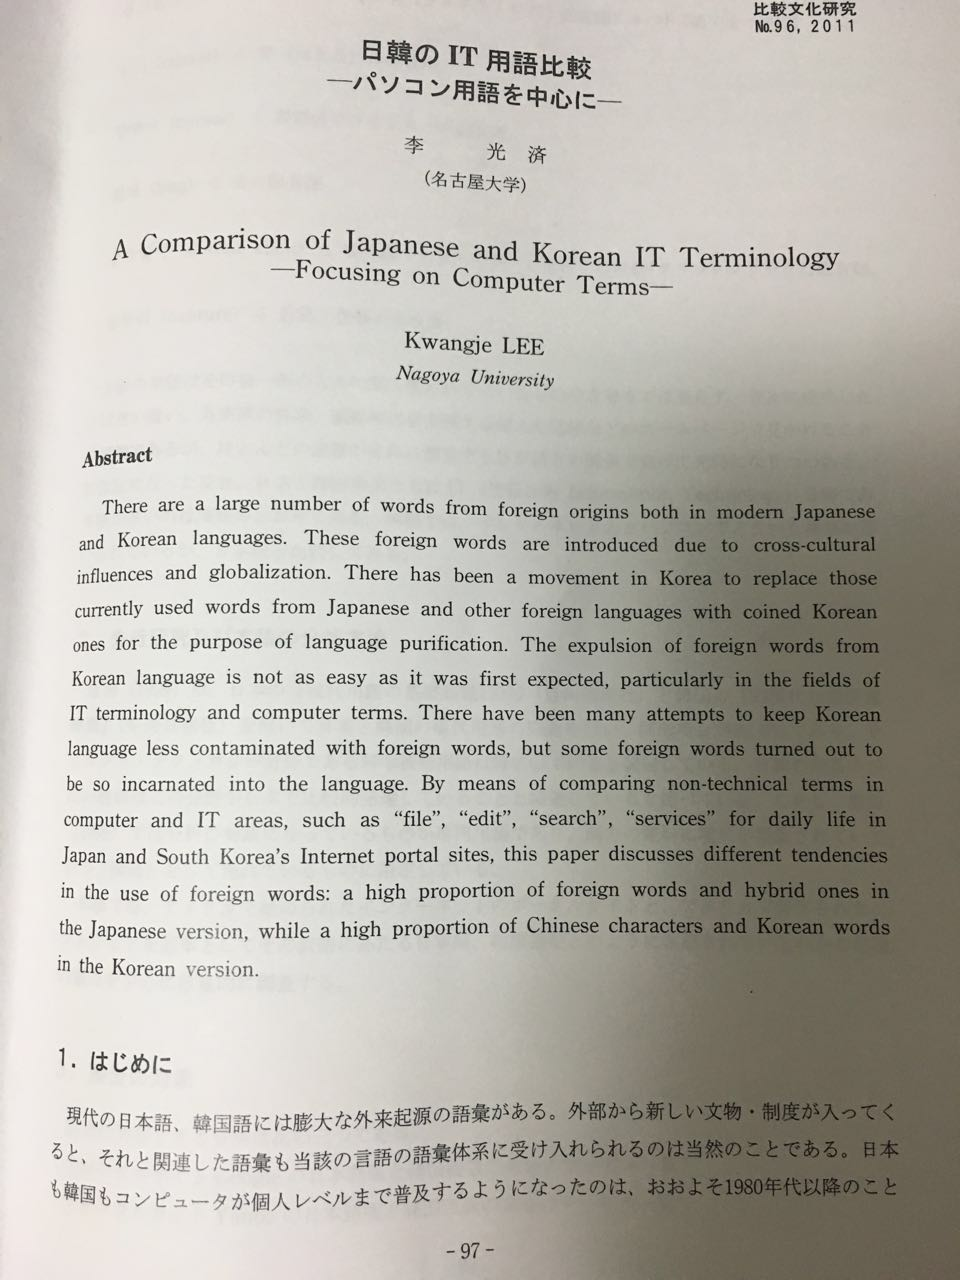 比較文化研究
№96, 2011
日韓の IT 用語比較
―パソコン用語を中心に―
李 光 済
(名古屋大学)
A Comparison of Japanese and Korean IT Terminology
―Focusing on Computer Terms―
Kwangje LEE
Nagoya University
Abstract
There are a large number of words from foreign origins both in modern Japanese
and Korean languages. These foreign words are introduced due to cross-cultural
influences and globalization. There has been a movement in Korea to replace those
currently used words from Japanese and other foreign languages with coined Korean
ones for the purpose of language purification. The expulsion of foreign words from
Korean language is not as easy as it was first expected, particularly in the fields of
IT terminology and computer terms. There have been many attempts to keep Korean
language less contaminated with foreign words, but some foreign words turned out to
be so incarnated into the language. By means of comparing non-technical terms in
computer and IT areas, such as “file”, “edit”, “search”, “services” for daily life in
Japan and South Korea’s Internet portal sites, this paper discusses different tendencies
in the use of foreign words: a high proportion of foreign words and hybrid ones in
the Japanese version, while a high proportion of Chinese characters and Korean words
in the Korean version.
1. はじめに
現代の日本語、韓国語には膨大な外来起源の語彙がある。外部から新しい文物・制度が入ってく
ると、それと関連した語彙も当該の言語の語彙体系に受け入れられるのは当然のことである。日本
も韓国もコンピュータが個人レベルまで普及するようになったのは、おおよそ1980年代以降のこと
- 97 -